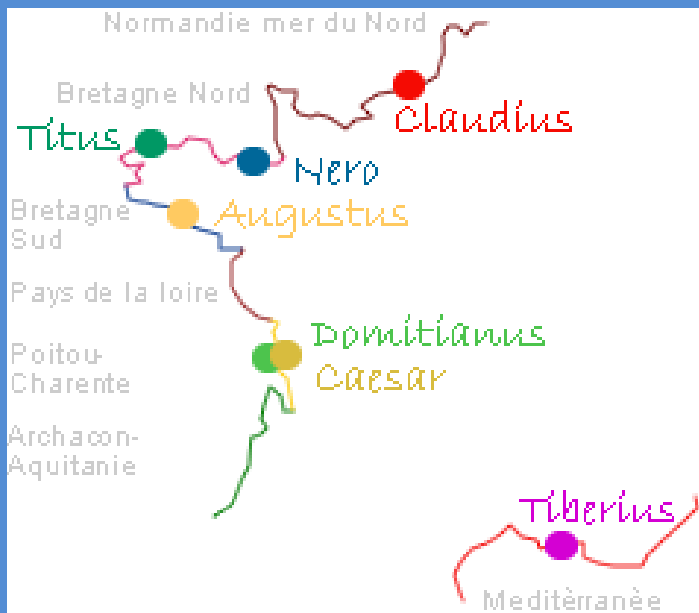 Normandie mer du Nord
Bretagne Nord
Claudius
Titus
Nero
Bretagne
Sud
Augustus
Pays de la loire
Domitianus
Poitou-
Charente
Caesar
Archacon-
Aquitanie
Tiberius
Meditèrranèe